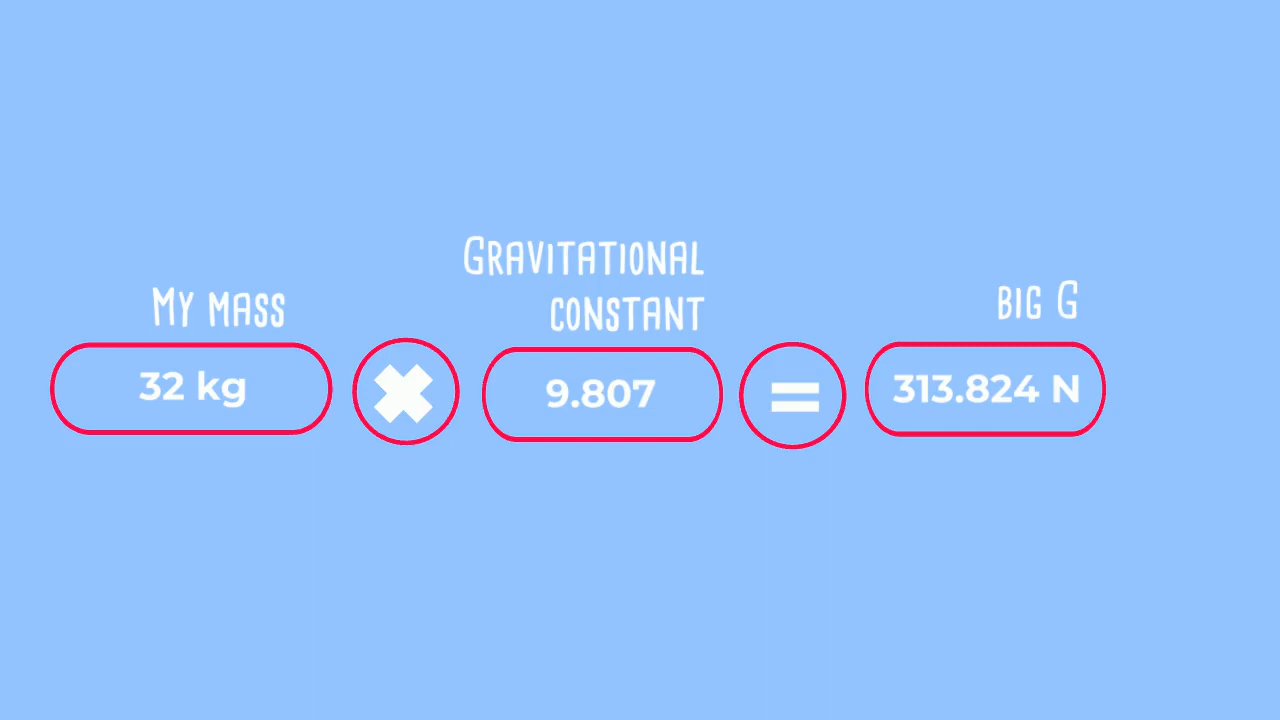 My mass
Gravitational
constant
big G
32 kg
9.807
=
313.824 N